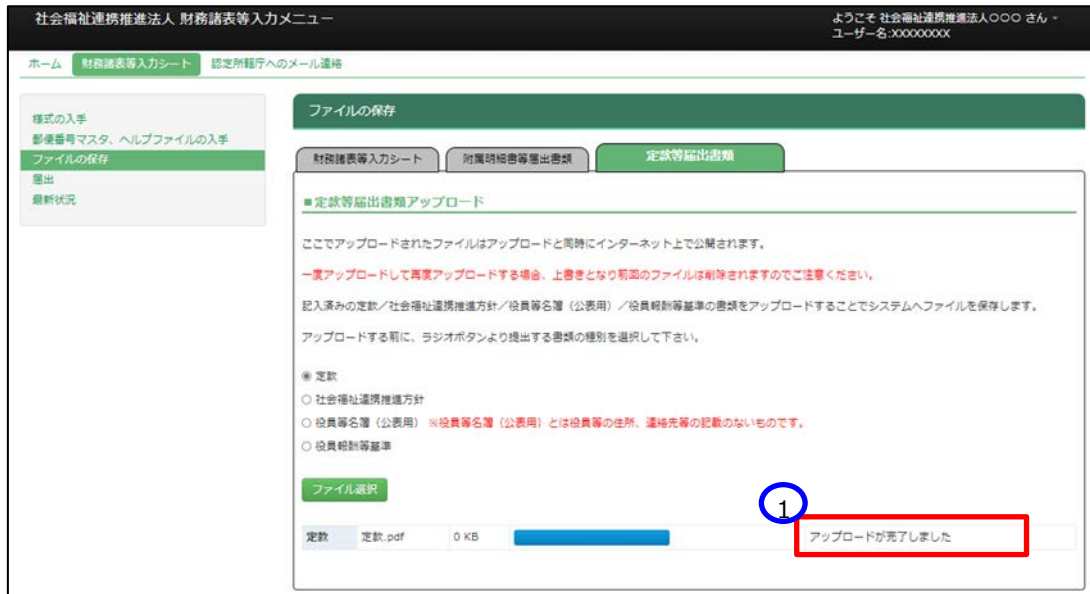 社会福祉連携推進法人 財務諸表等入力メニュー
ようこそ 社会福祉連携推進法人〇〇〇 さん
ユーザー名:XXXXXXXX
ホーム 財務諸表等入力シート 認定所轄庁へのメール連絡
様式の入手
郵便番号マスタ、ヘルプファイルの入手
ファイルの保存
届出
最新状況
ファイルの保存
財務諸表等入力シート 附属明細書等届出書類 定款等届出書類
■定款等届出書類アップロード
ここでアップロードされたファイルはアップロードと同時にインターネット上で公開されます。
一度アップロードして再度アップロードする場合、上書きとなり前回のファイルは削除されますのでご注意ください。
記入済みの定款／社会福祉連携推進方針／役員等名簿（公表用）／役員報酬等基準の書類をアップロードすることでシステムへファイルを保存します。
アップロードする前に、ラジオボタンより提出する書類の種別を選択して下さい。
定款
社会福祉連携推進方針
役員等名簿（公表用） ※役員等名簿（公表用）とは役員等の住所、連絡先等の記載のないものです。
役員報酬等基準
ファイル選択
1
定款 定款.pdf 0 KB アップロードが完了しました